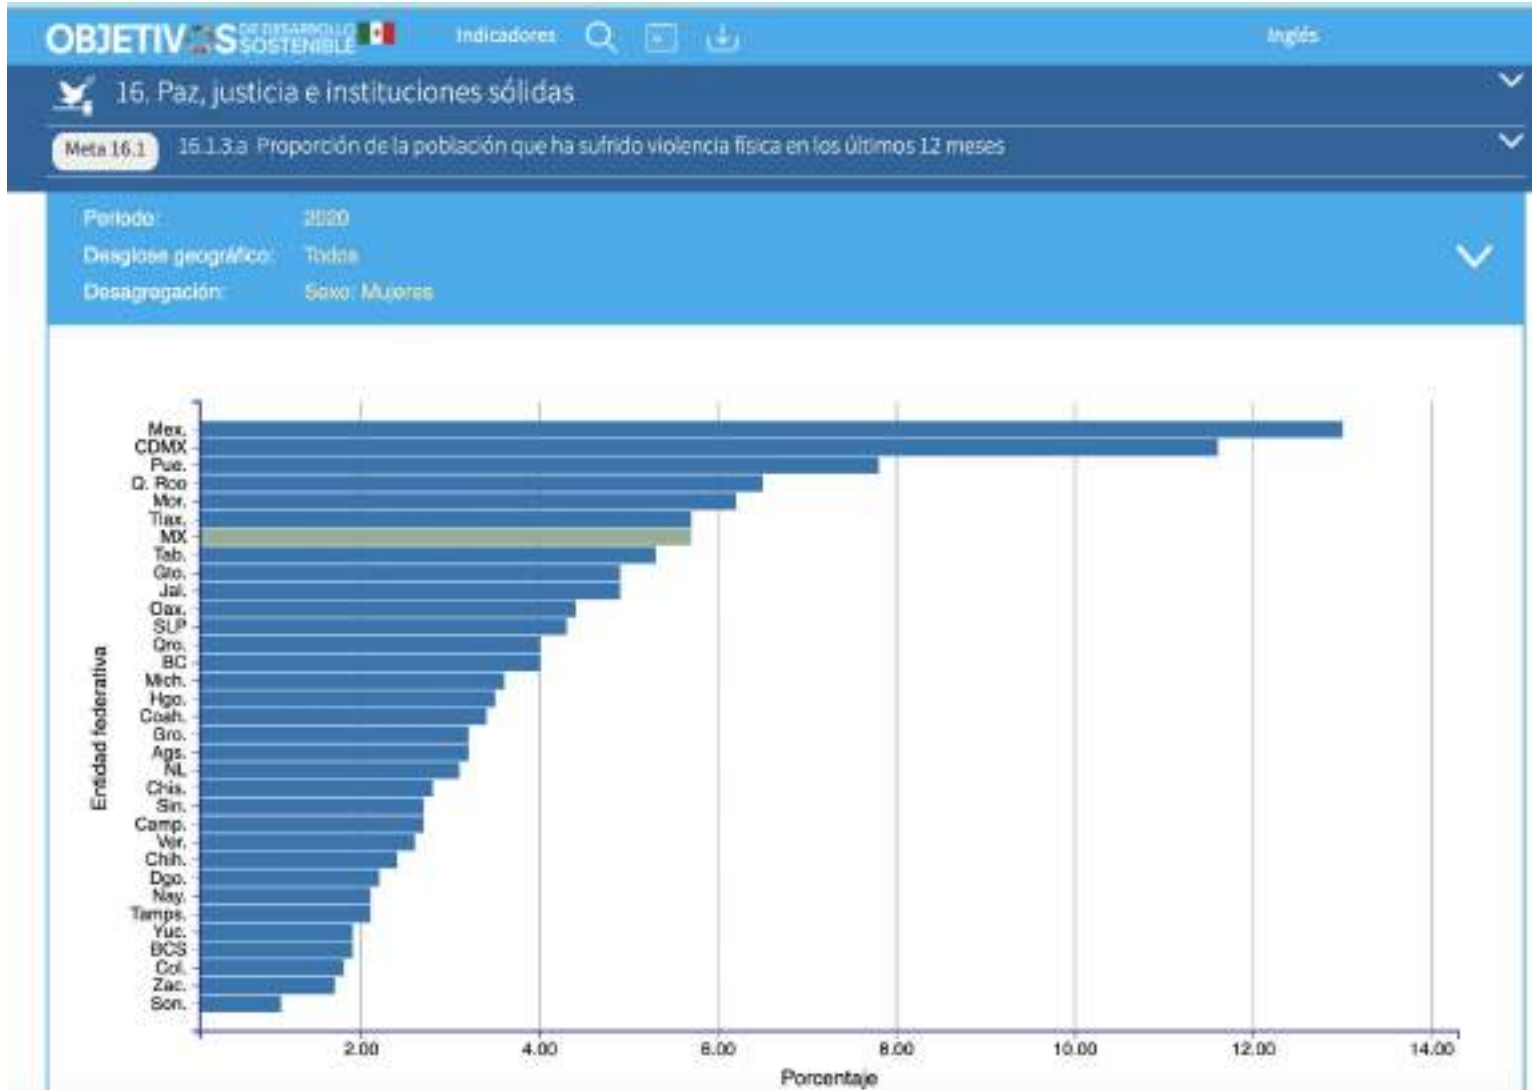 OBJETIVOS DE DESARROLLO SOSTENIBLE
Indicadores
Inglés
16. Paz, justicia e instituciones sólidas
Meta 16.1
16.1.3.a Proporción de la población que ha sufrido violencia física en los últimos 12 meses
Periodo: 2020
Desglose geográfico: Todos
Desagregación: Sexo: Mujeres
Mex.
CDMX
Pue.
Q. Roo
Mor.
Tlax.
MX
Tab.
Gto.
Jal.
Oax.
SLP
Qro.
BC
Mich.
Hgo.
Coah.
Gro.
Ags.
NL
Chis.
Sin.
Camp.
Ver.
Chih.
Dgo.
Nay.
Tamps.
Yuc.
BCS
Col.
Zac.
Son.
Entidad federativa
2.00 4.00 6.00 8.00 10.00 12.00 14.00
Porcentaje